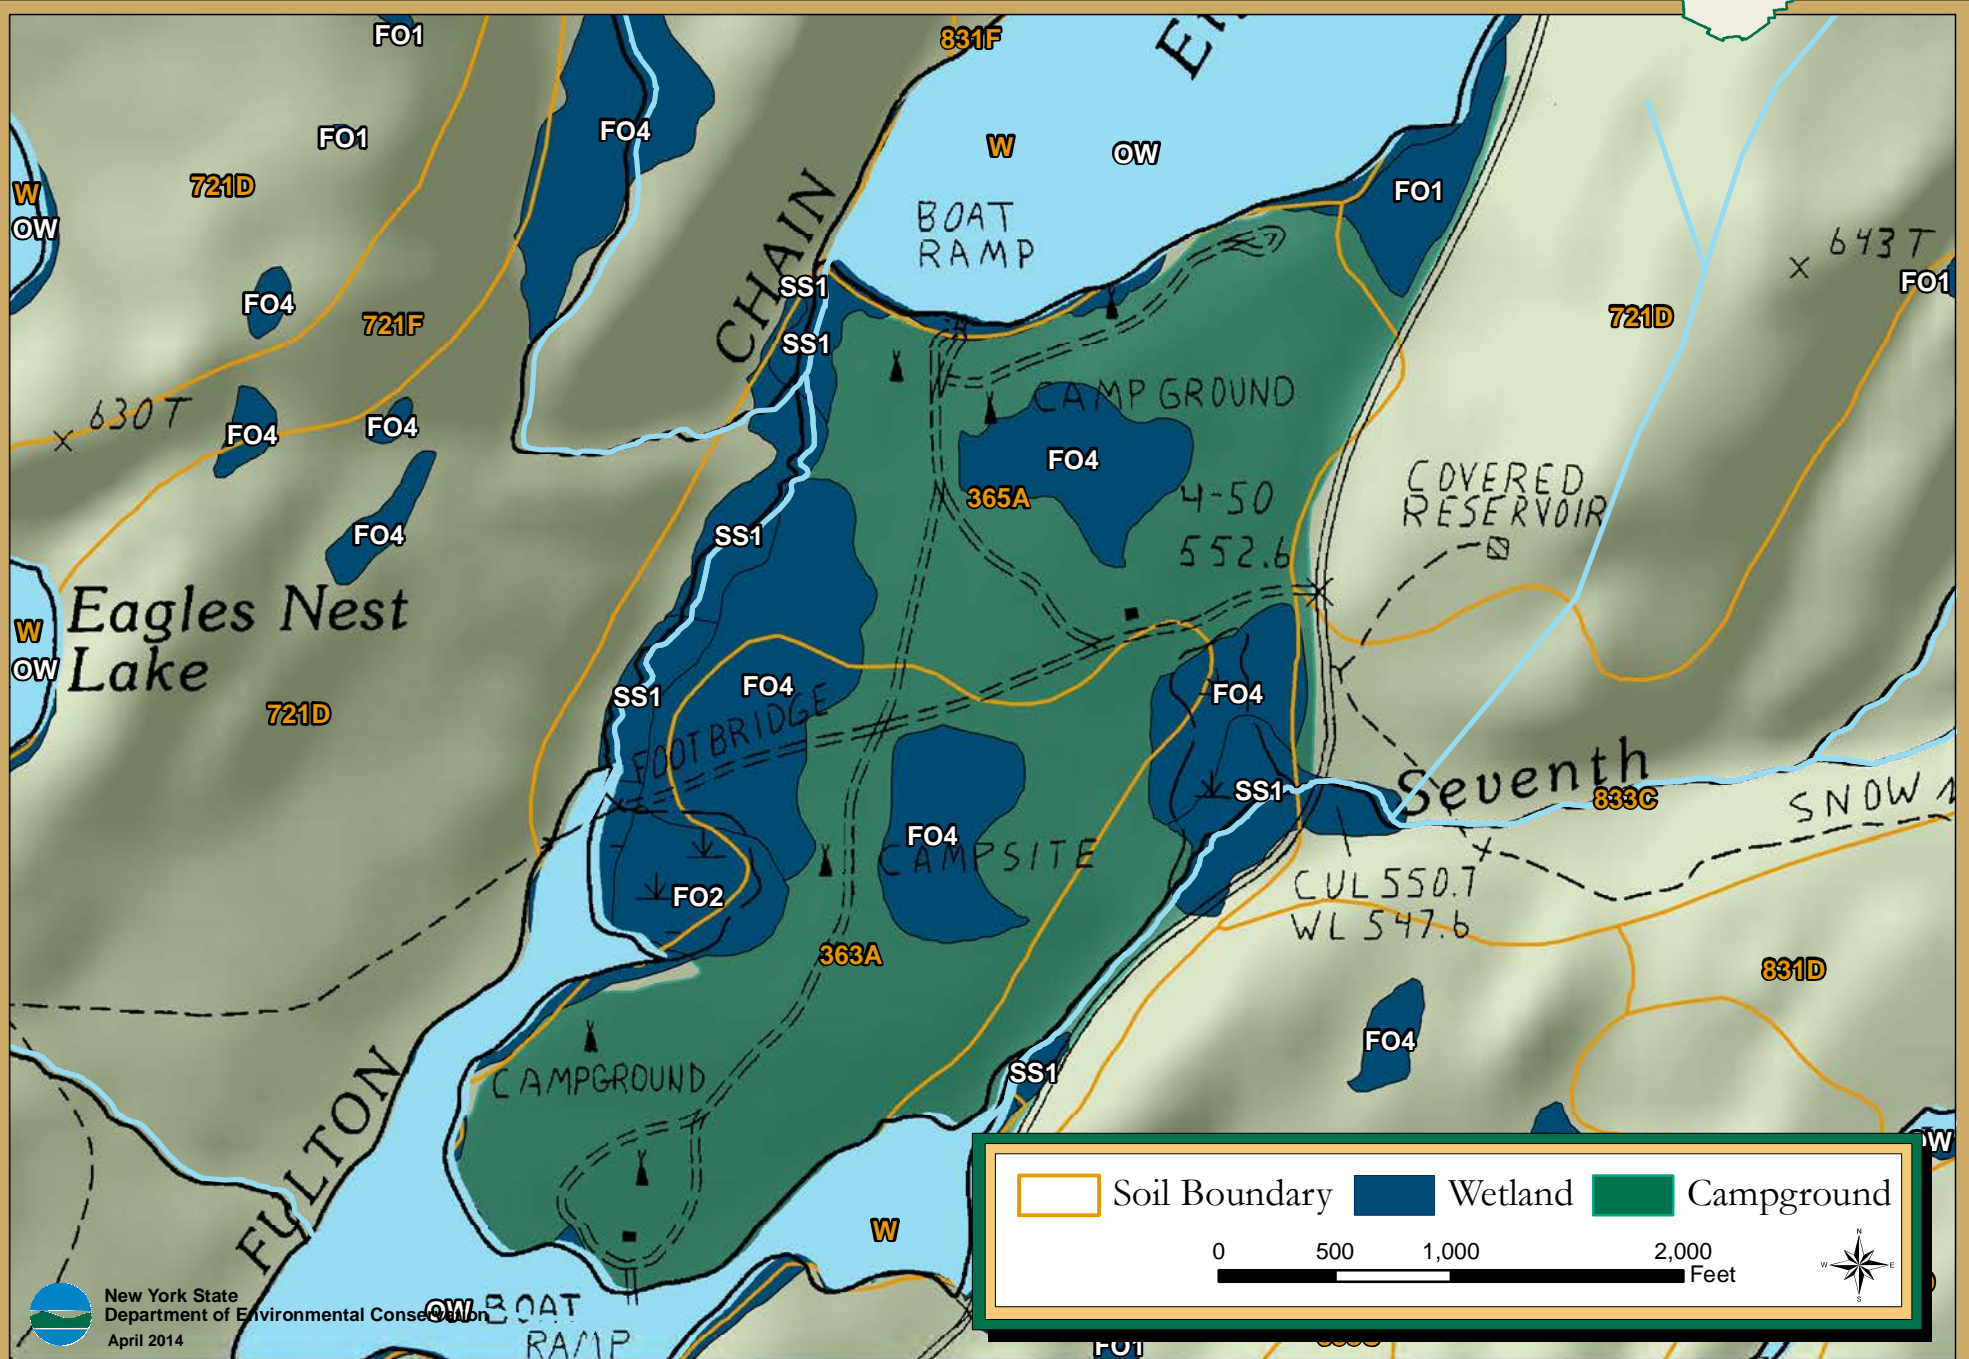 FO1
831F
FO1
FO4
W
OW
721D
W
OW
FO1
BOAT
RAMP
643T
FO1
CHAIN
SS1
FO4
721F
721D
SS1
630T
FO4
FO4
CAMPGROUND
FO4
365A
4-50
552.6
COVERED
RESERVOIR
FO4
SS1
Eagles Nest
Lake
W
OW
721D
SS1
FO4
FOOTBRIDGE
FO4
SS1
Seventh
833C
SNOW
FO4
CAMPSITE
FO2
CUL 550.7
WL 547.6
363A
831D
FO4
SS1
CAMPGROUND
FULTON
OW
W
Soil Boundary
Wetland
Campground
0 500 1,000 2,000
Feet
N
W E
S
New York State
Department of Environmental Conservation
April 2014
OW
BOAT
RAMP
FO1